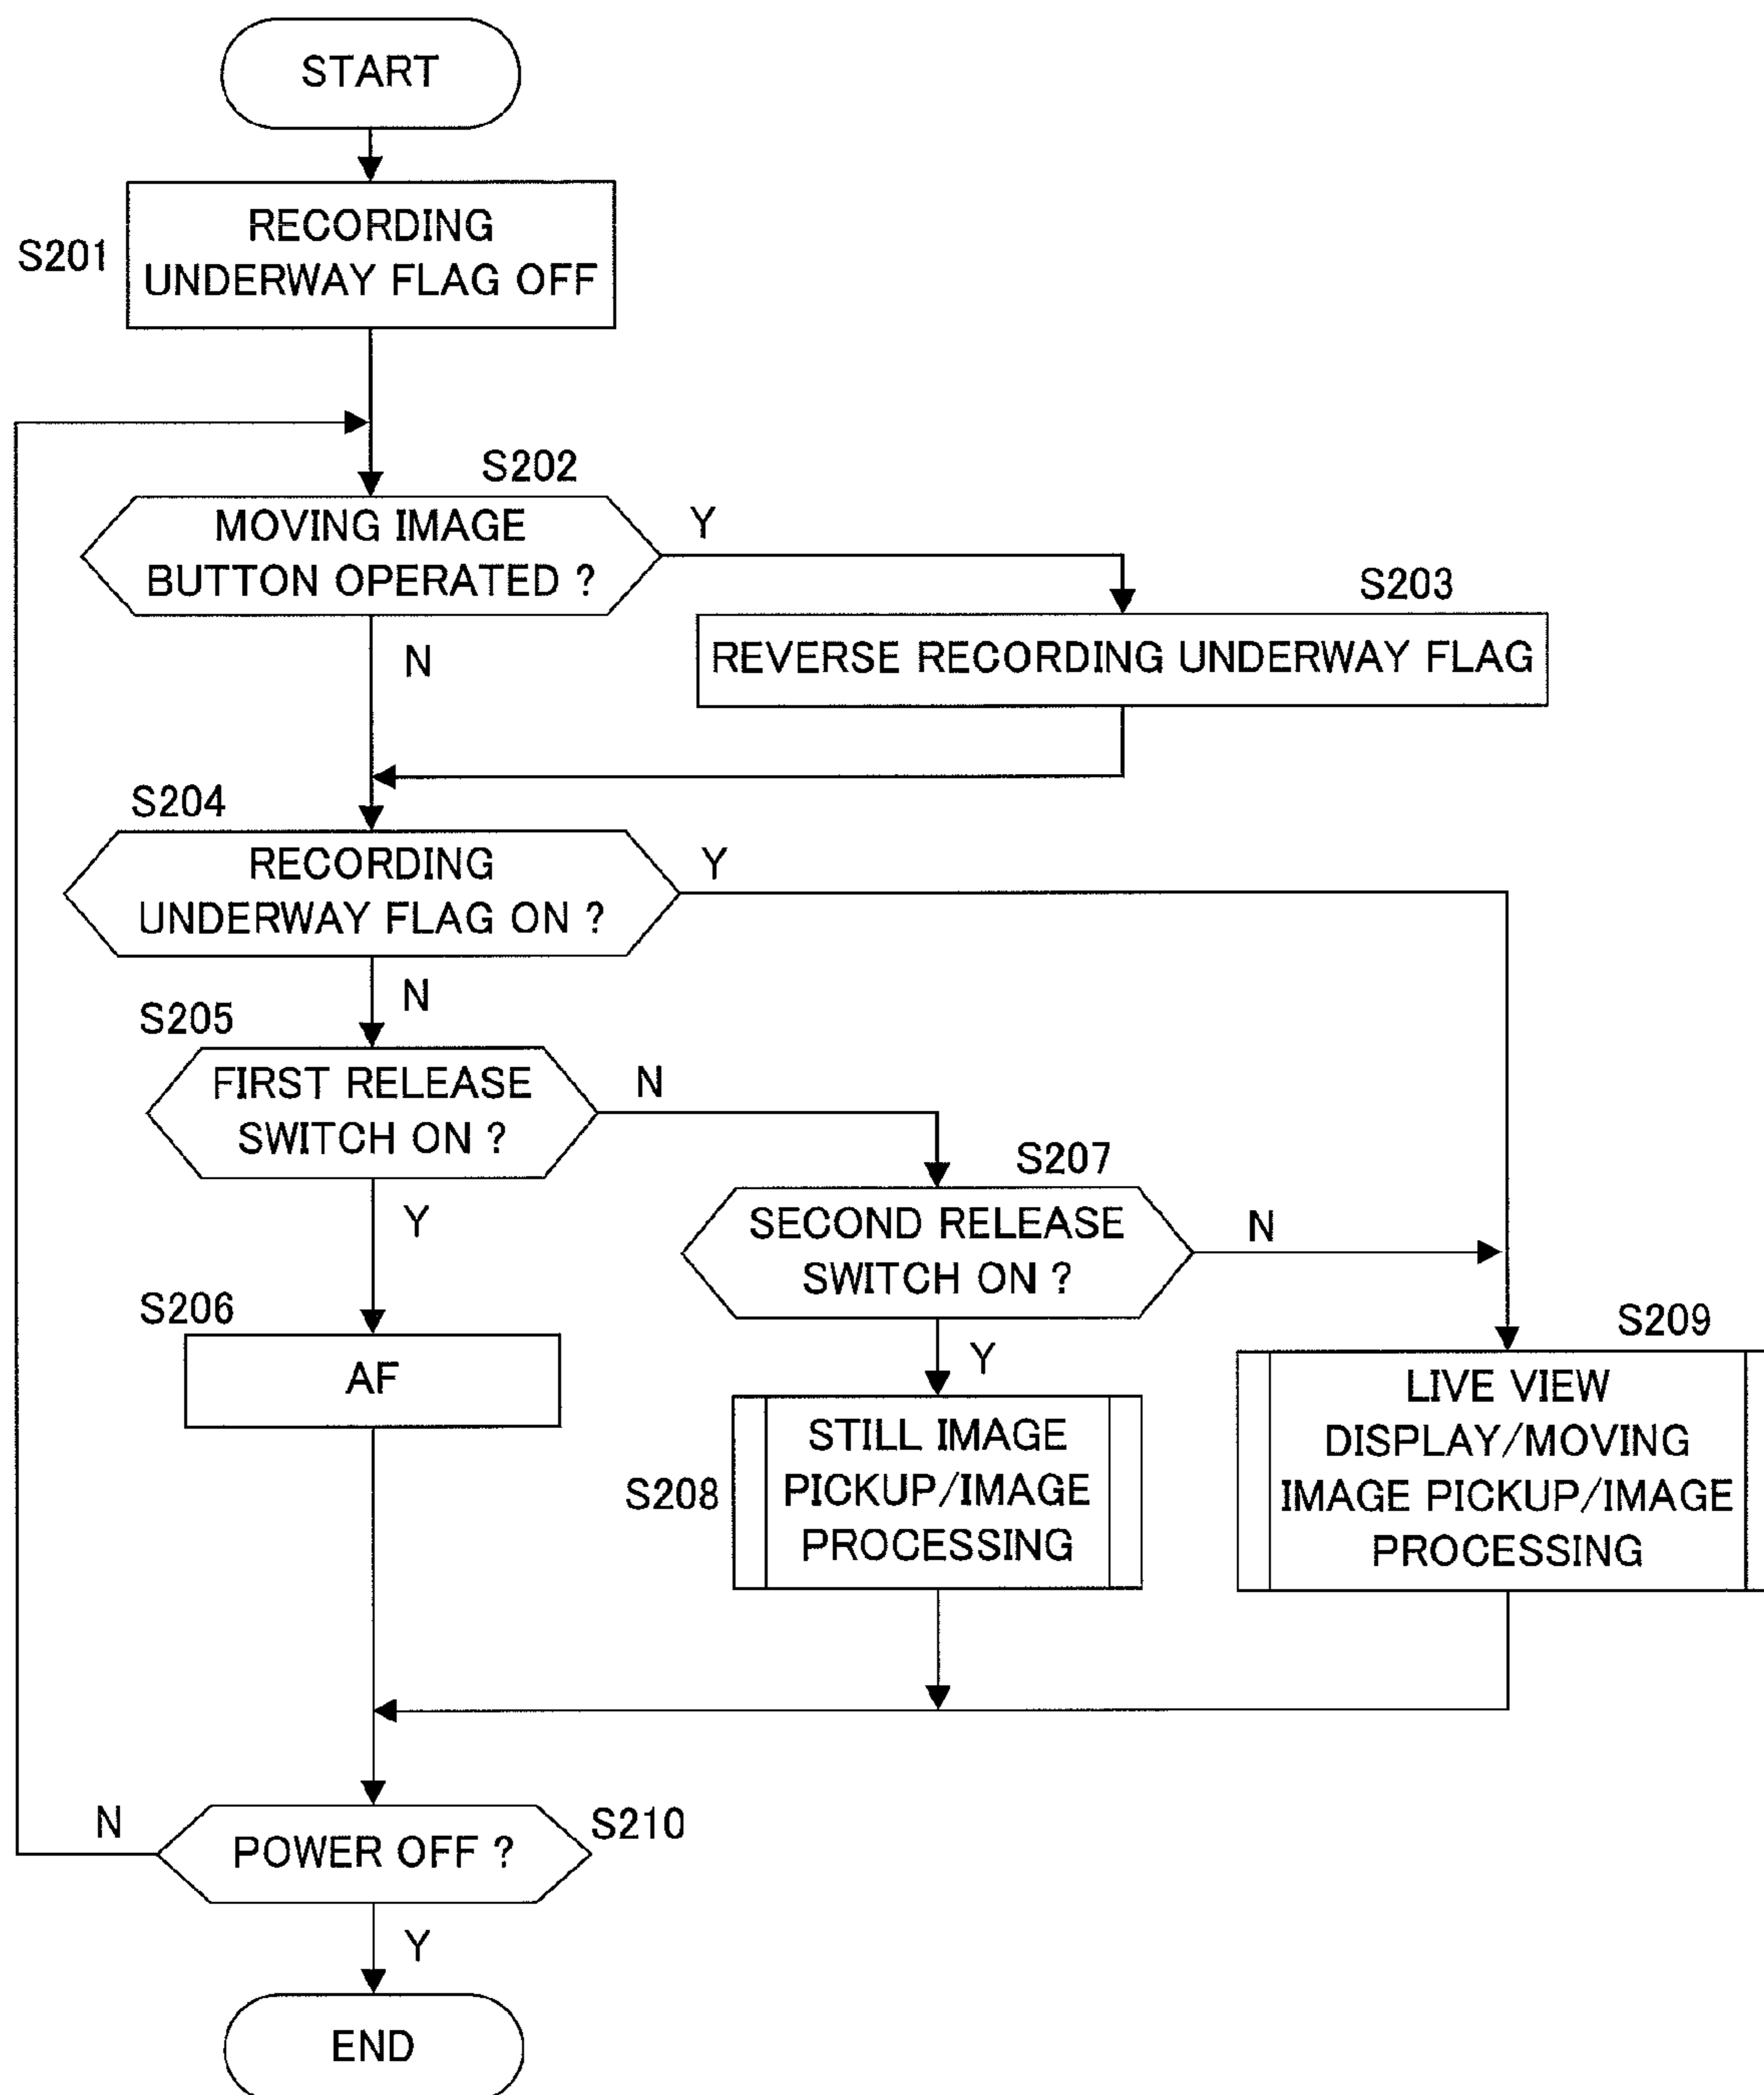 START
S201
RECORDING
UNDERWAY FLAG OFF
S202
MOVING IMAGE
BUTTON OPERATED ?
Y
N
S203
REVERSE RECORDING UNDERWAY FLAG
S204
RECORDING
UNDERWAY FLAG ON ?
Y
N
S205
FIRST RELEASE
SWITCH ON ?
N
Y
S207
SECOND RELEASE
SWITCH ON ?
N
Y
S206
AF
S208
STILL IMAGE
PICKUP/IMAGE
PROCESSING
S209
LIVE VIEW
DISPLAY/MOVING
IMAGE PICKUP/IMAGE
PROCESSING
S210
POWER OFF ?
N
Y
END